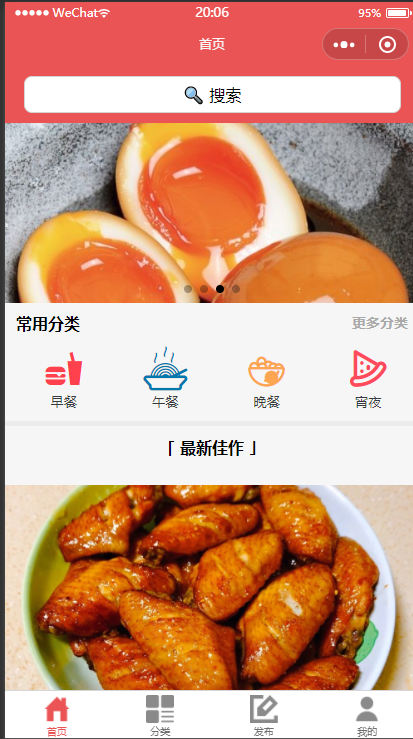 WeChat 20:06 95%
首页
搜索
常用分类 更多分类
早餐 午餐 晚餐 宵夜
「 最新佳作 」
首页 分类 发布 我的